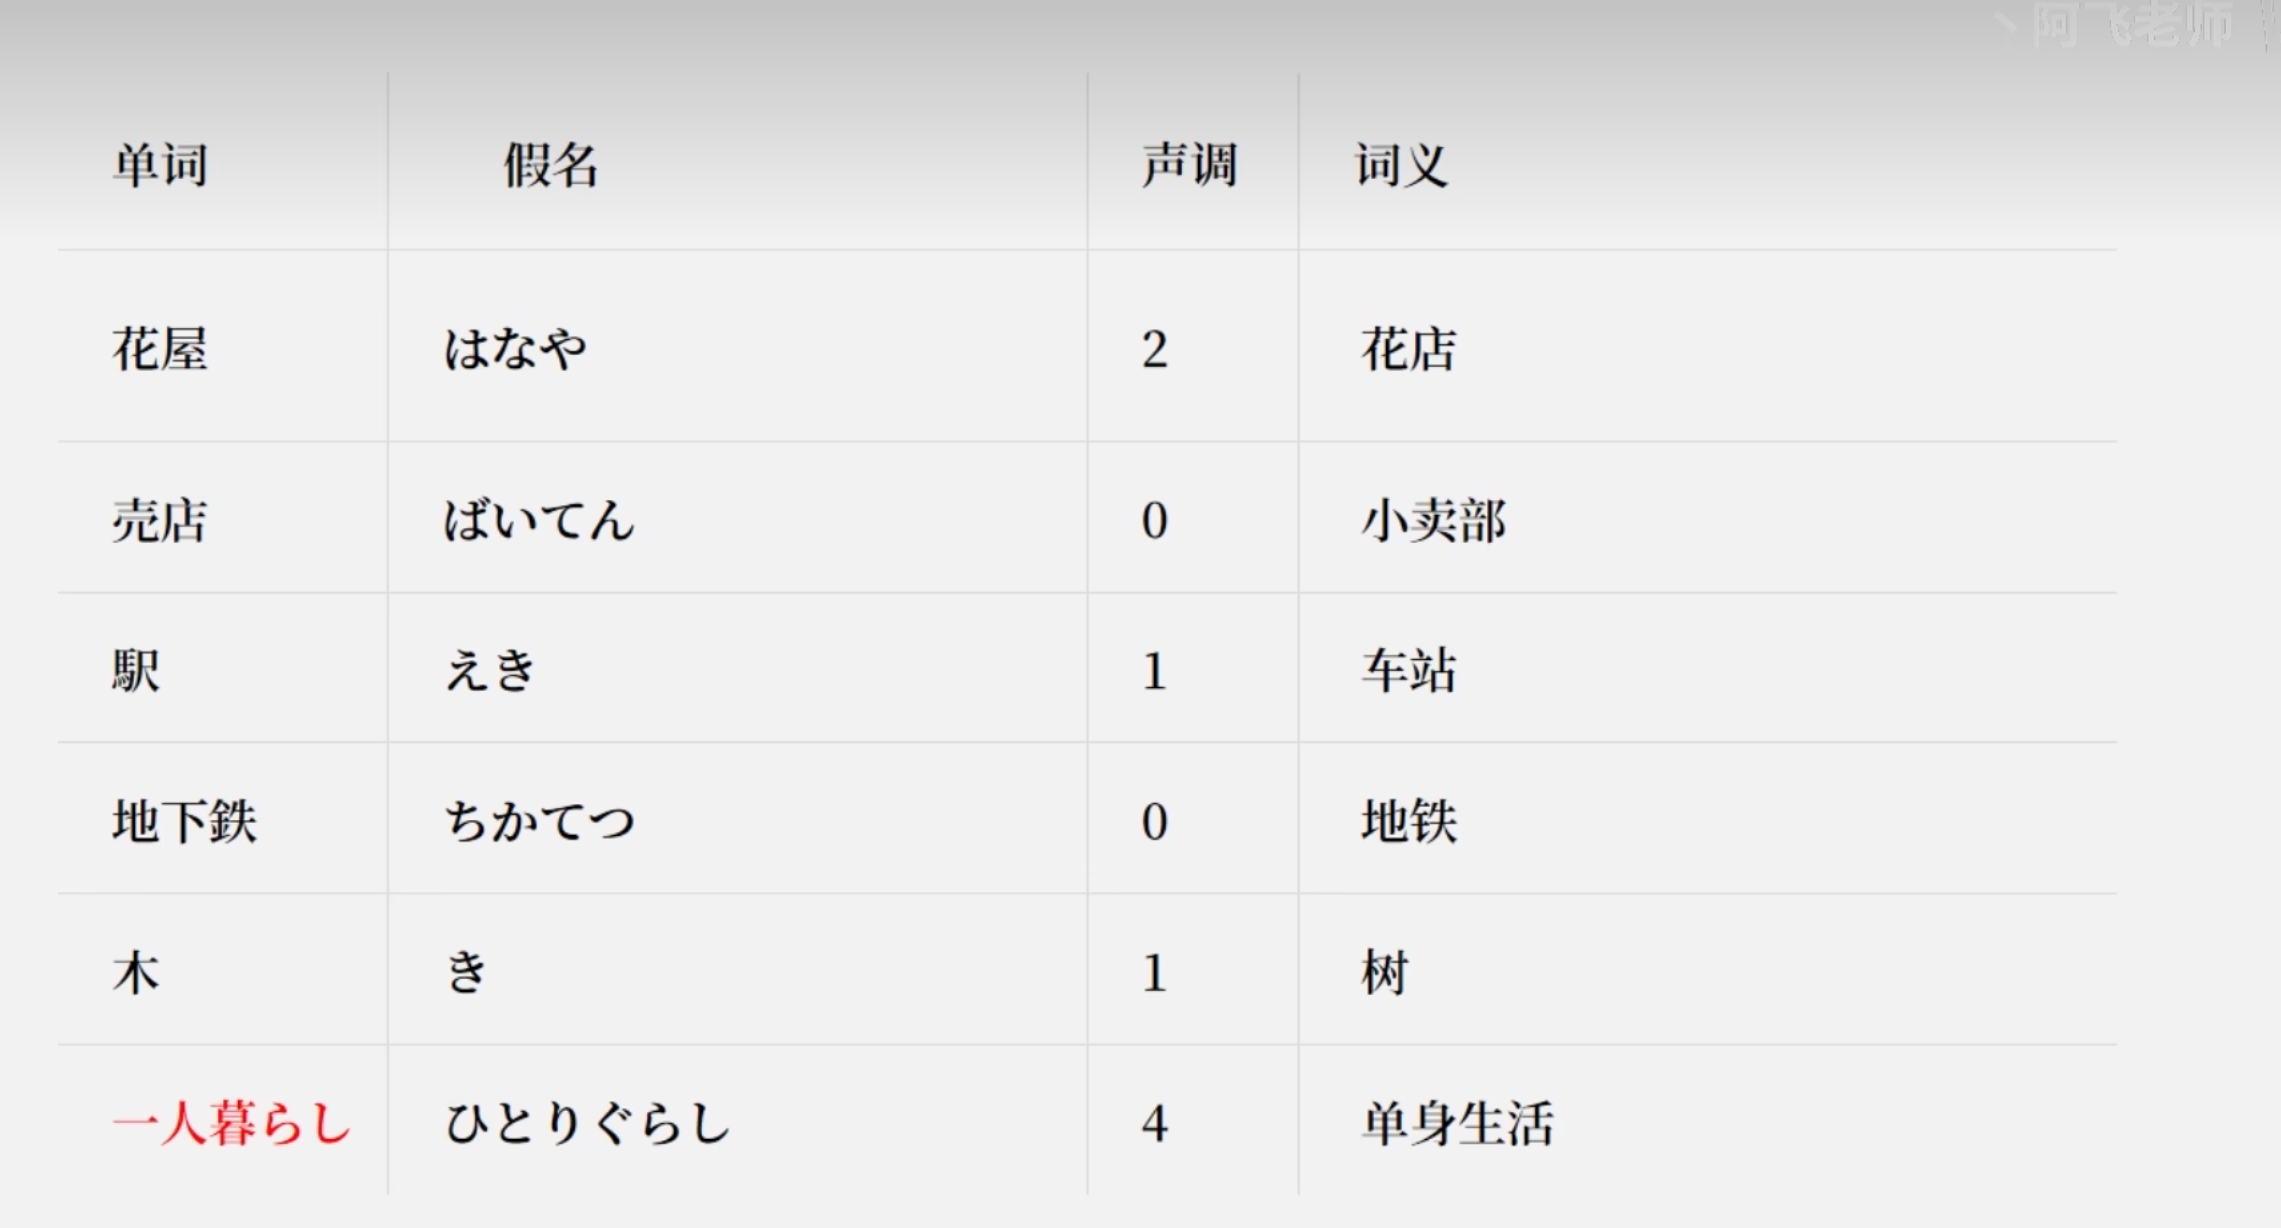 丶阿飞老师
单词 假名 声调 词义
花屋 はなや 2 花店
売店 ばいてん 0 小卖部
駅 えき 1 车站
地下鉄 ちかてつ 0 地铁
木 き 1 树
一人暮らし ひとりぐらし 4 单身生活